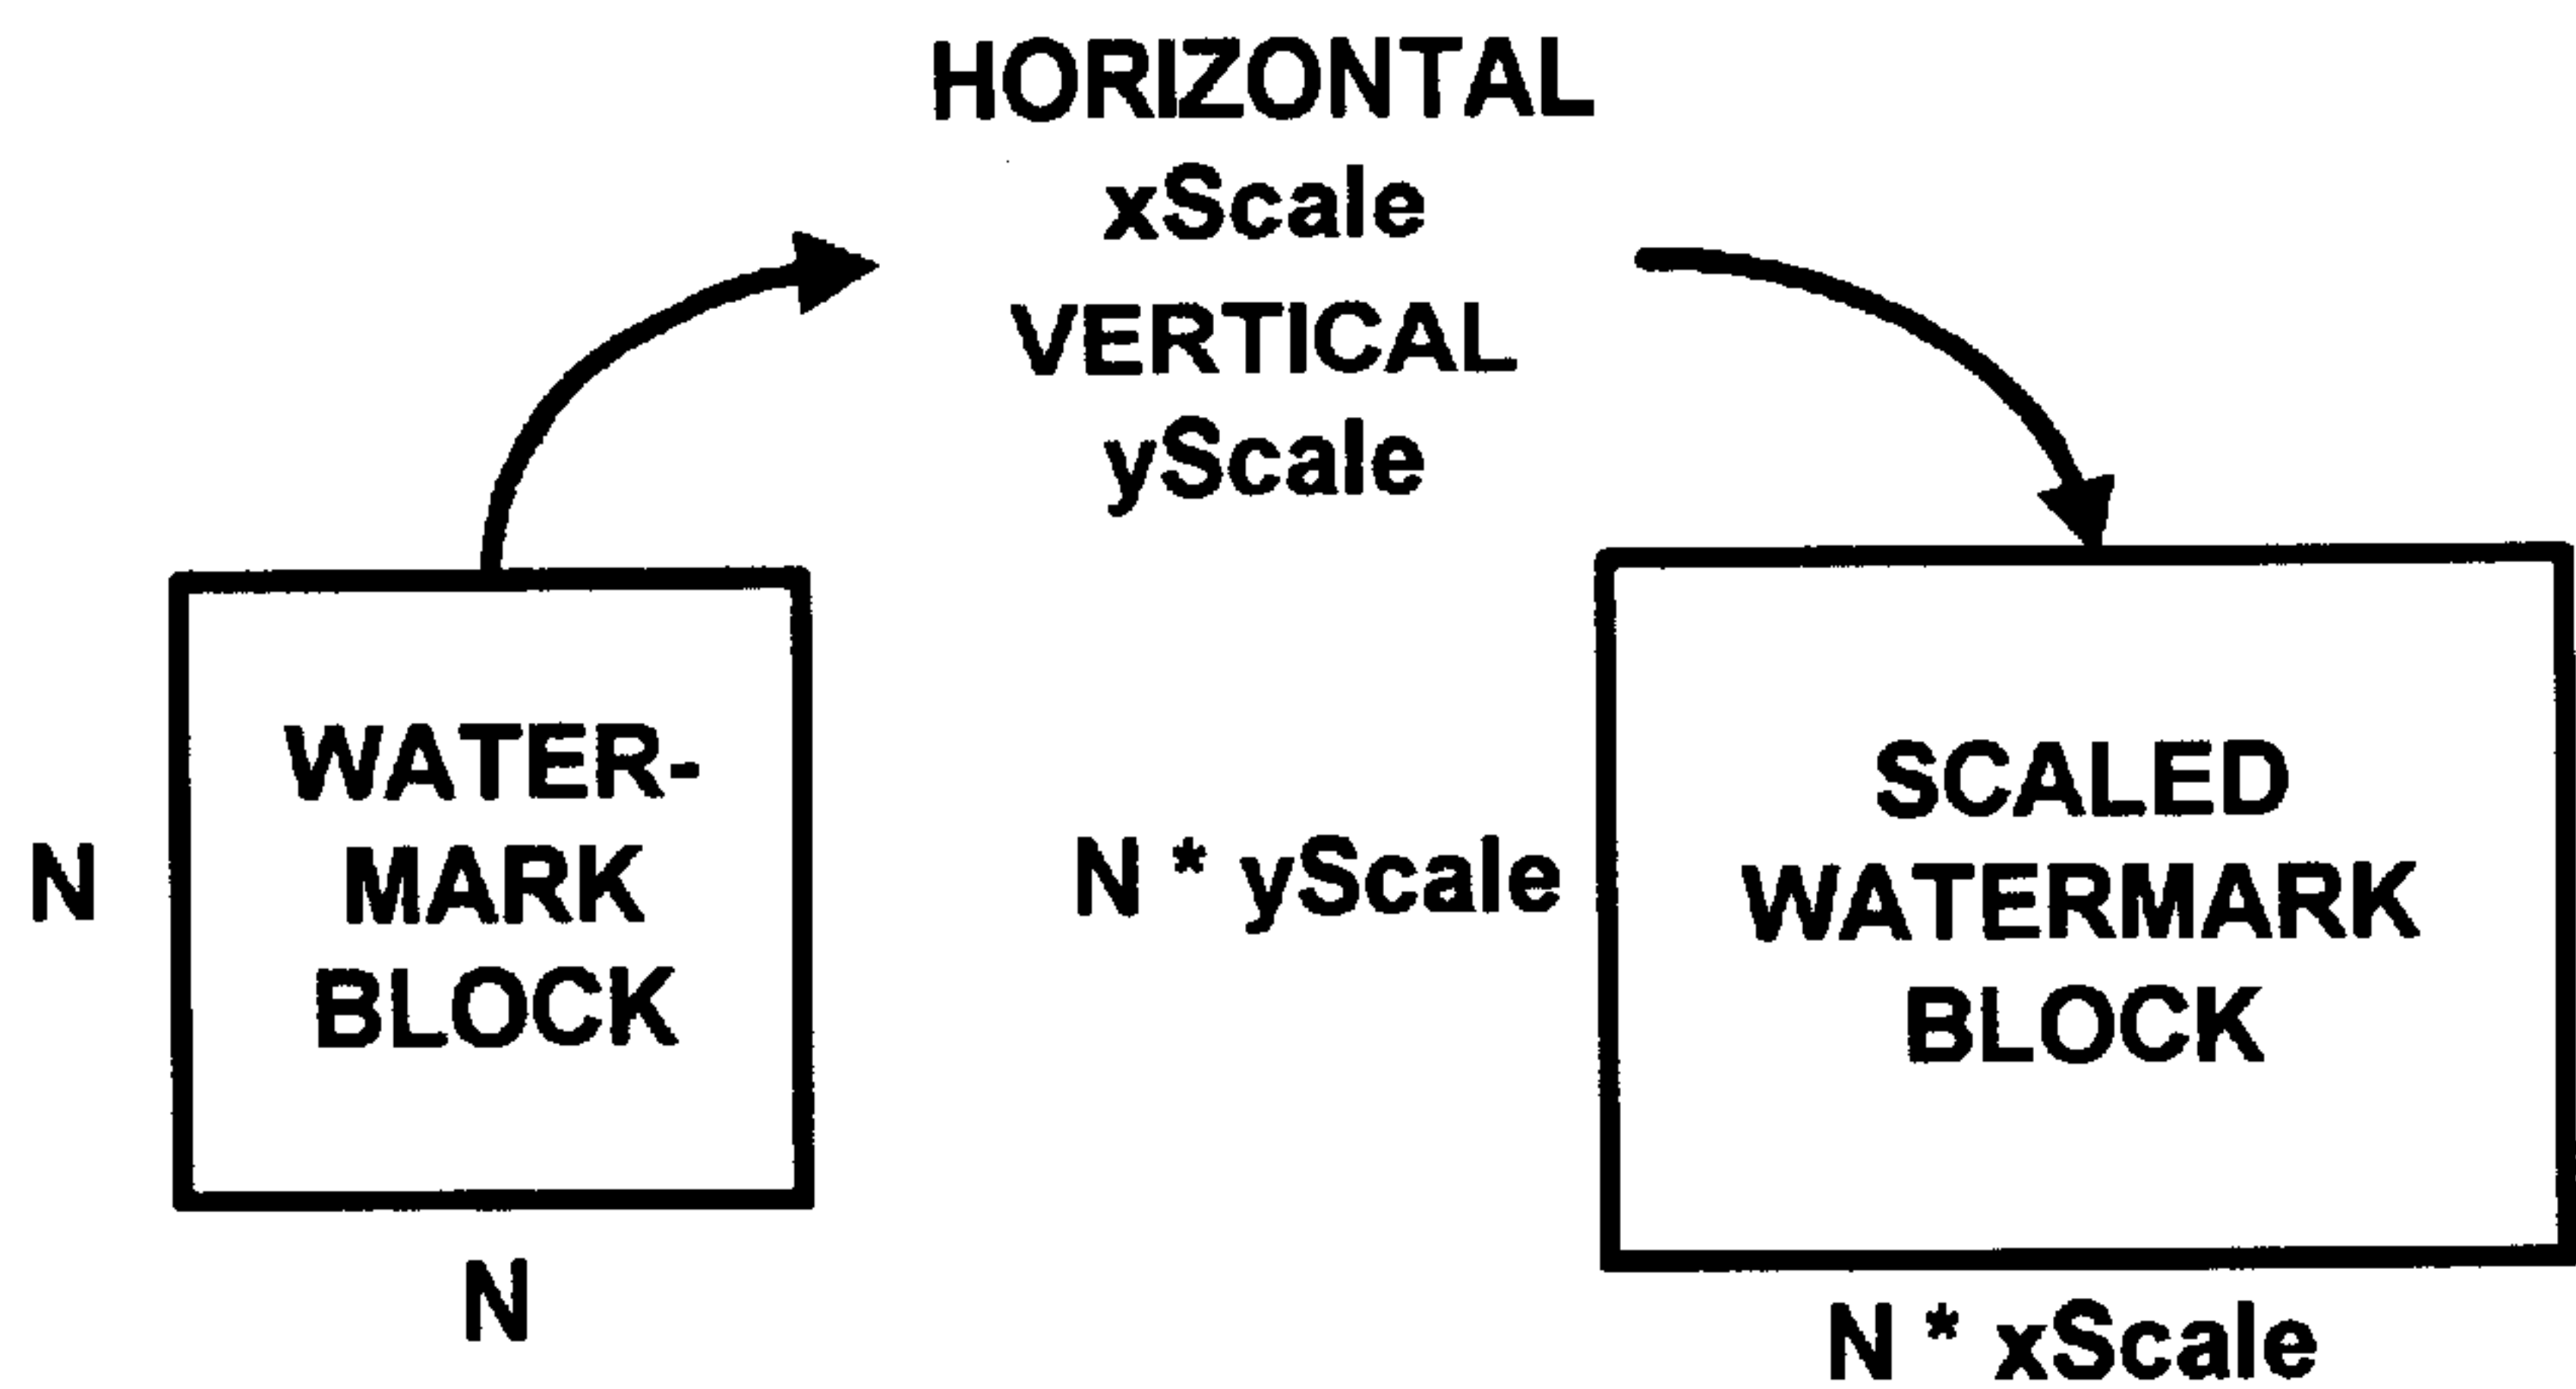 HORIZONTAL
xScale
VERTICAL
yScale
WATER-
MARK
BLOCK
N
N
SCALED
WATERMARK
BLOCK
N * yScale
N * xScale